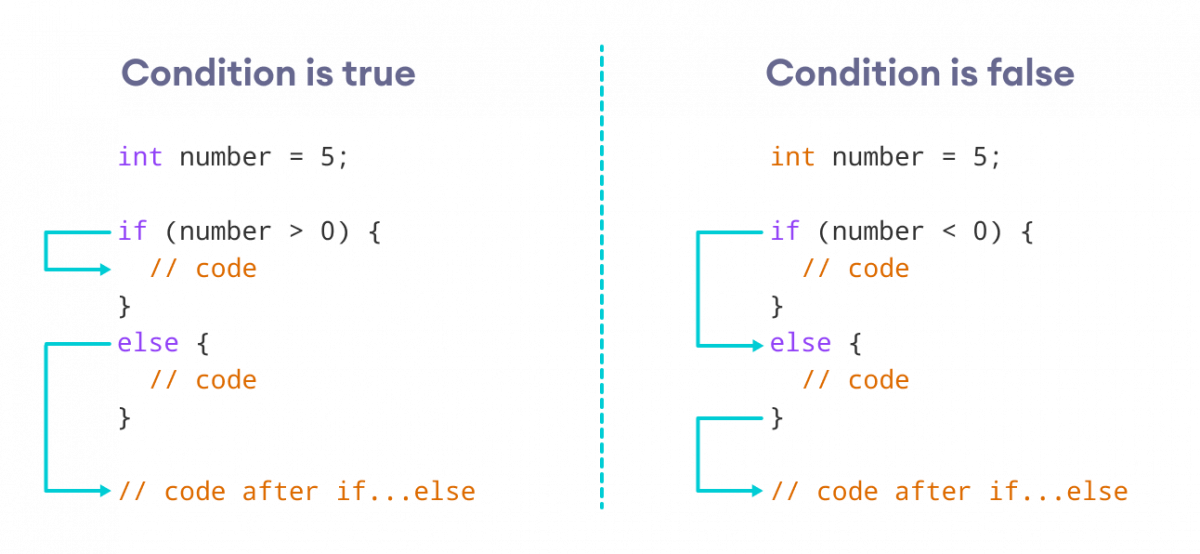 Condition is true
int number = 5;
if (number > 0) {
// code
}
else {
// code
}
// code after if...else
Condition is false
int number = 5;
if (number < 0) {
// code
}
else {
// code
}
// code after if...else